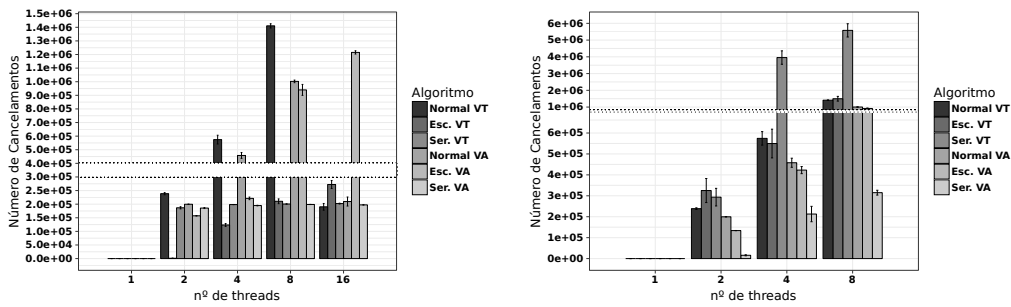 1.5e+06
1.4e+06
1.3e+06
1.2e+06
1.1e+06
1.0e+06
9.0e+05
8.0e+05
7.0e+05
6.0e+05
5.0e+05
4.0e+05
3.0e+05
2.5e+05
2.0e+05
1.5e+05
1.0e+05
5.0e+04
0.0e+00
Número de Cancelamentos
1 2 4 8 16
nº de threads
Algoritmo
Normal VT
Esc. VT
Ser. VT
Normal VA
Esc. VA
Ser. VA
6e+06
5e+06
4e+06
3e+06
2e+06
1e+06
6e+05
5e+05
4e+05
3e+05
2e+05
1e+05
0e+00
Número de Cancelamentos
1 2 4 8
nº de threads
Algoritmo
Normal VT
Esc. VT
Ser. VT
Normal VA
Esc. VA
Ser. VA